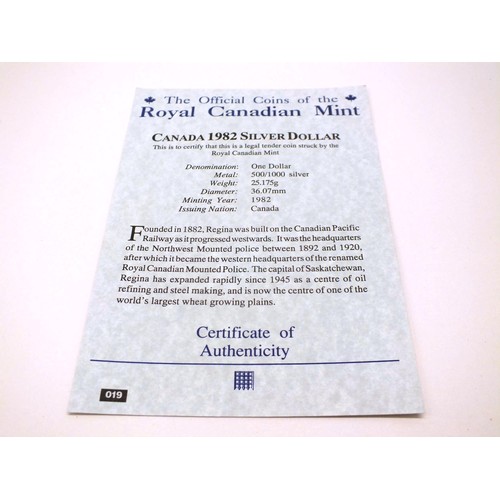 The Official Coins of the
Royal Canadian Mint
CANADA 1982 SILVER DOLLAR
This is to certify that this is a legal tender coin struck by the
Royal Canadian Mint
Denomination: One Dollar
Metal: 500/1000 silver
Weight: 25.175g
Diameter: 36.07mm
Minting Year: 1982
Issuing Nation: Canada
Founded in 1882, Regina was built on the Canadian Pacific
Railway as it progressed westwards. It was the headquarters
of the Northwest Mounted police between 1892 and 1920,
after which it became the western headquarters of the renamed
Royal Canadian Mounted Police. The capital of Saskatchewan,
Regina has expanded rapidly since 1945 as a centre of oil
refining and steel making, and is now the centre of one of the
world's largest wheat growing plains.
Certificate of
Authenticity
019